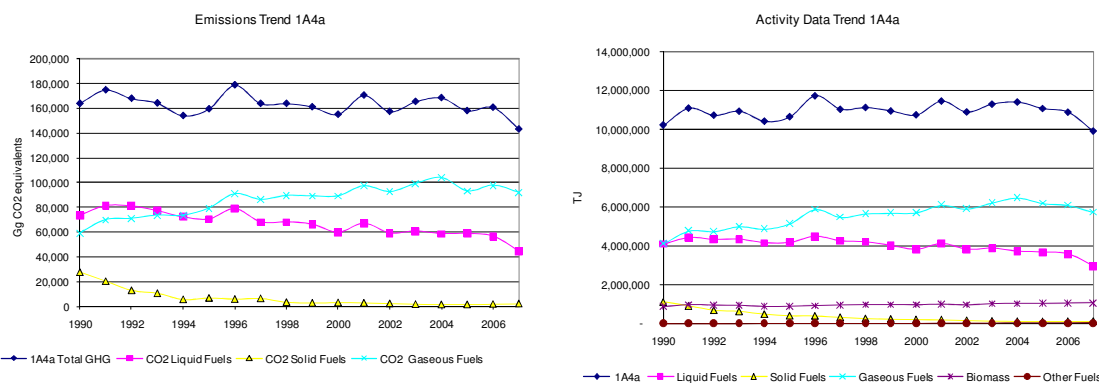 Emissions Trend 1A4a
Gg CO2 equivalents
200,000
180,000
160,000
140,000
120,000
100,000
80,000
60,000
40,000
20,000
0
1990 1992 1994 1996 1998 2000 2002 2004 2006
1A4a Total GHG CO2 Liquid Fuels CO2 Solid Fuels CO2 Gaseous Fuels
Activity Data Trend 1A4a
TJ
14,000,000
12,000,000
10,000,000
8,000,000
6,000,000
4,000,000
2,000,000
-
1990 1992 1994 1996 1998 2000 2002 2004 2006
1A4a Liquid Fuels Solid Fuels Gaseous Fuels Biomass Other Fuels